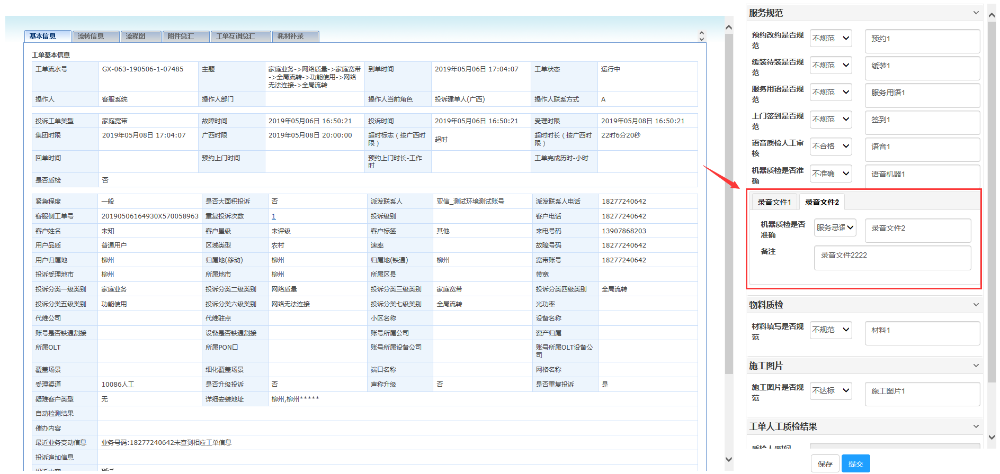 基本信息 流转信息 流程图 附件总汇 工单互调总汇 耗材补录
工单基本信息
工单流水号 GX-063-190506-1-07485 主题 家庭业务->网络质量->家庭宽带 到单时间 2019年05月06日 17:04:07 工单状态 运行中
->全局流转->功能使用->网络
无法连接->全局流转
操作人 客服系统 操作人部门 操作人当前角色 投诉建单人(广西) 操作人联系方式 A
投诉工单类型 家庭宽带 故障时间 2019年05月06日 16:50:21 投诉时间 2019年05月06日 16:50:21 受理时限 2019年05月08日 16:50:21
集团时限 2019年05月08日 17:04:07 广西时限 2019年05月08日 20:00:00 超时标志（按广西时 超时 超时时长（按广西时 22时6分20秒
限） 限）
回单时间 预约上门时间 预约上门时长-工作 工单完成历时-小时
时
是否质检 否
紧急程度 一般 是否大面积投诉 否 派发联系人 亚信_测试环境测试账号 派发联系人电话 18277240642
客服侧工单号 20190506164930X570058963 重复投诉次数 1 投诉级别 客户电话 18277240642
客户姓名 未知 客户星级 未评级 客户标签 其他 来电号码 13907868203
用户品质 普通用户 区域类型 农村 速率 故障号码 18277240642
用户归属地 柳州 归属地(移动) 柳州 归属地(铁通) 柳州 宽带账号 18277240642
投诉受理地市 柳州 所属地市 柳州 所属区县 带宽
投诉分类一级类别 家庭业务 投诉分类二级类别 网络质量 投诉分类三级类别 家庭宽带 投诉分类四级类别 全局流转
投诉分类五级类别 功能使用 投诉分类六级类别 网络无法连接 投诉分类七级类别 全局流转 光功率
代维公司 代维驻点 小区名称 设备名称
账号是否铁通割接 设备是否铁通割接 账号所属公司 资产归属
所属OLT 所属PON口 账号所属设备公司 账号所属OLT设备公
司
覆盖场景 细化覆盖场景 端口名称 网格名称
受理渠道 10086人工 是否升级投诉 否 声称升级 否 是否重复投诉 是
疑难客户类型 无 详细安装地址 柳州,柳州*****
自动检测结果
催办内容
最近业务变动信息 业务号码:18277240642未查到相应工单信息
投诉追加信息
投诉内容 测试
服务规范
预约改约是否规 不规范 预约1
范
缓装待装是否规 不规范 缓装1
范
服务用语是否规 不规范 服务用语1
范
上门签到是否规 不规范 签到1
范
语音质检人工审 不合格 语音1
核
机器质检是否准 不准确 语音机器1
确
录音文件1 录音文件2
机器质检是否 服务忌语 录音文件2
准确
备注 录音文件2222
物料质检
材料填写是否规 不规范 材料1
范
施工图片
施工图片是否规 不达标 施工图片1
范
工单人工质检结果
质检人/时间
保存 提交